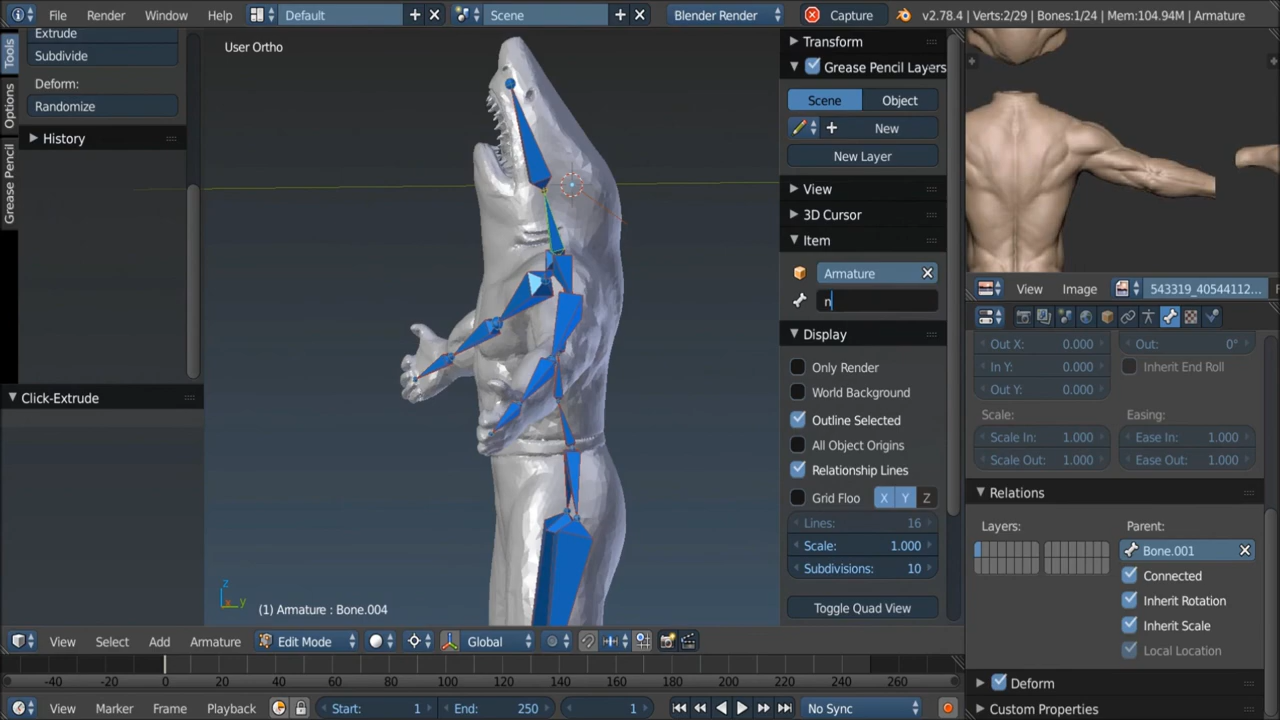 File Render Window Help Default Scene Blender Render Capture v2.78.4 | Verts:2/29 | Bones:1/24 | Mem:104.94M | Armature
Tools
Options
Grease Pencil
Extrude
Subdivide
Deform:
Randomize
History
Click-Extrude
User Ortho
(1) Armature : Bone.004
z
x y
Transform
Grease Pencil Layers
Scene Object
New
New Layer
View
3D Cursor
Item
Armature
n
Display
Only Render
World Background
Outline Selected
All Object Origins
Relationship Lines
Grid Floo X Y Z
Lines: 16
Scale: 1.000
Subdivisions: 10
Toggle Quad View
View Image 543319_40544112... F
Out X: 0.000 Out: 0°
In Y: 0.000 Inherit End Roll
Out Y: 0.000
Scale: Easing:
Scale In: 1.000 Ease In: 1.000
Scale Out: 1.000 Ease Out: 1.000
Relations
Layers: Parent:
Bone.001
Connected
Inherit Rotation
Inherit Scale
Local Location
Deform
Custom Properties
View Select Add Armature Edit Mode Global
-40 -20 0 20 40 60 80 100 120 140 160 180 200 220 240 260
View Marker Frame Playback Start: 1 End: 250 1 No Sync